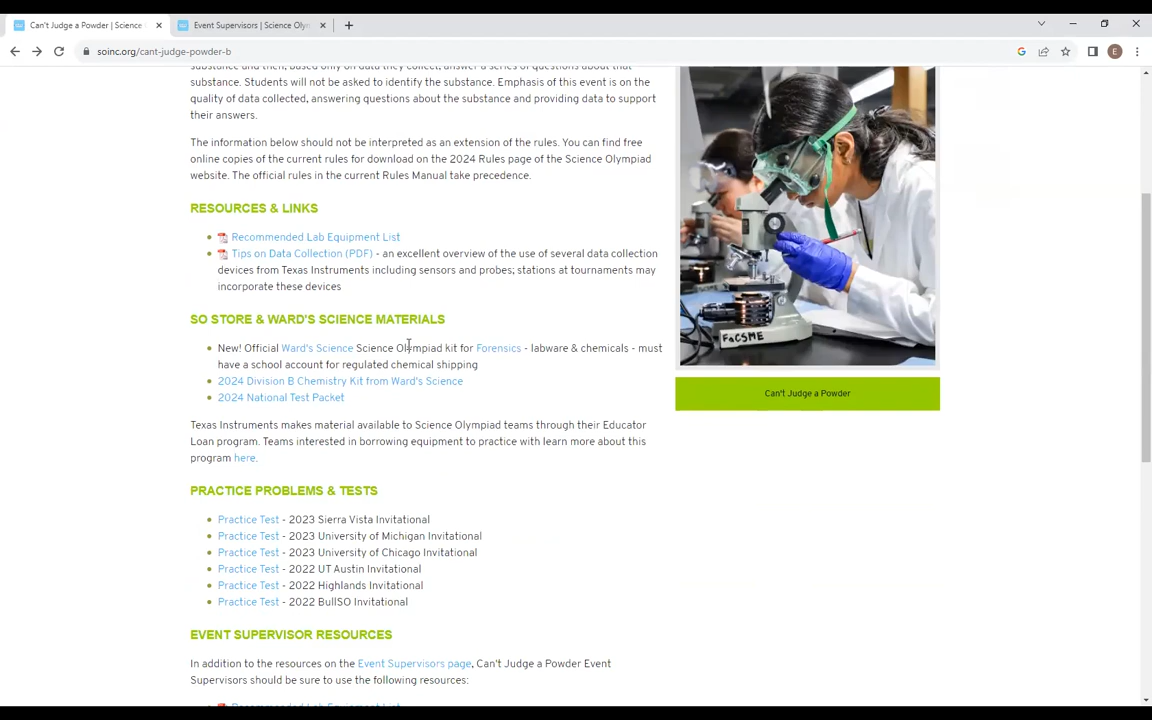 Can't Judge a Powder | Science
Event Supervisors | Science Olym
soinc.org/cant-judge-powder-b
E
substance and then, based only on data they collect, answer a series of questions about that
substance. Students will not be asked to identify the substance. Emphasis of this event is on the
quality of data collected, answering questions about the substance and providing data to support
their answers.
The information below should not be interpreted as an extension of the rules. You can find free
online copies of the current rules for download on the 2024 Rules page of the Science Olympiad
website. The official rules in the current Rules Manual take precedence.
RESOURCES & LINKS
Recommended Lab Equipment List
Tips on Data Collection (PDF) - an excellent overview of the use of several data collection
devices from Texas Instruments including sensors and probes; stations at tournaments may
incorporate these devices
SO STORE & WARD'S SCIENCE MATERIALS
New! Official Ward's Science Science Olympiad kit for Forensics - labware & chemicals - must
have a school account for regulated chemical shipping
2024 Division B Chemistry Kit from Ward's Science
2024 National Test Packet
Texas Instruments makes material available to Science Olympiad teams through their Educator
Loan program. Teams interested in borrowing equipment to practice with learn more about this
program here.
PRACTICE PROBLEMS & TESTS
Practice Test - 2023 Sierra Vista Invitational
Practice Test - 2023 University of Michigan Invitational
Practice Test - 2023 University of Chicago Invitational
Practice Test - 2022 UT Austin Invitational
Practice Test - 2022 Highlands Invitational
Practice Test - 2022 BullSO Invitational
EVENT SUPERVISOR RESOURCES
In addition to the resources on the Event Supervisors page, Can't Judge a Powder Event
Supervisors should be sure to use the following resources:
Recommended Lab Equipment List
FaCSME
Can't Judge a Powder